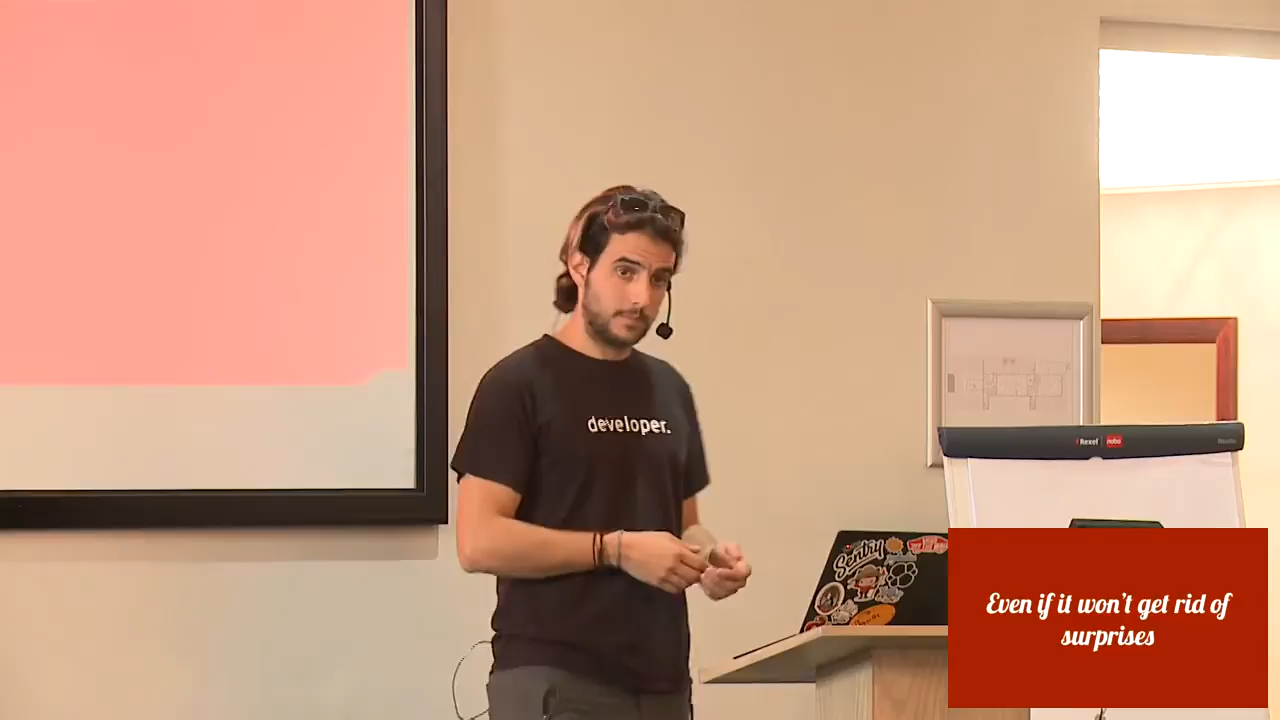 developer.
Rexel nobo
Sentry
Even if it won't get rid of
surprises